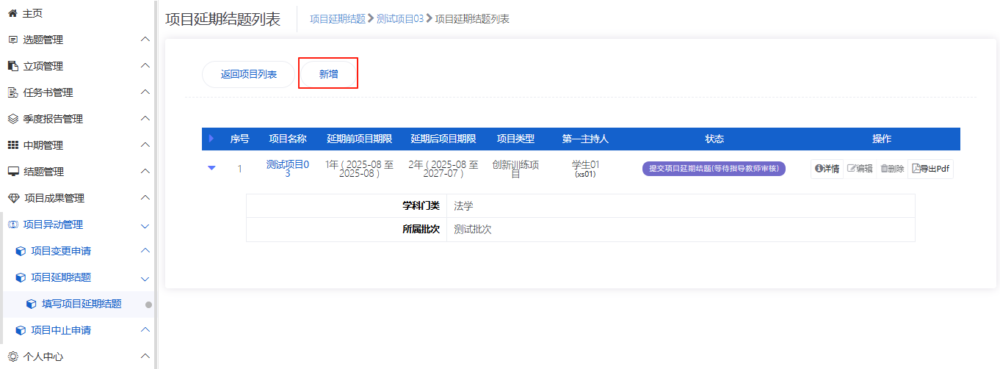 主页
选题管理
立项管理
任务书管理
季度报告管理
中期管理
结题管理
项目成果管理
项目异动管理
项目变更申请
项目延期结题
填写项目延期结题
项目中止申请
个人中心
项目延期结题列表
项目延期结题 测试项目03 项目延期结题列表
返回项目列表 新增
序号 项目名称 延期前项目期限 延期后项目期限 项目类型 第一主持人 状态 操作
1 测试项目0 1年 ( 2025-08 至 2年 ( 2025-08 至 创新训练项 学生01 提交项目延期结题(等待指导教师审核) 详情 编辑 删除 导出Pdf
3 2025-08 ) 2027-07 ) 目 (xs01)
学科门类 法学
所属批次 测试批次